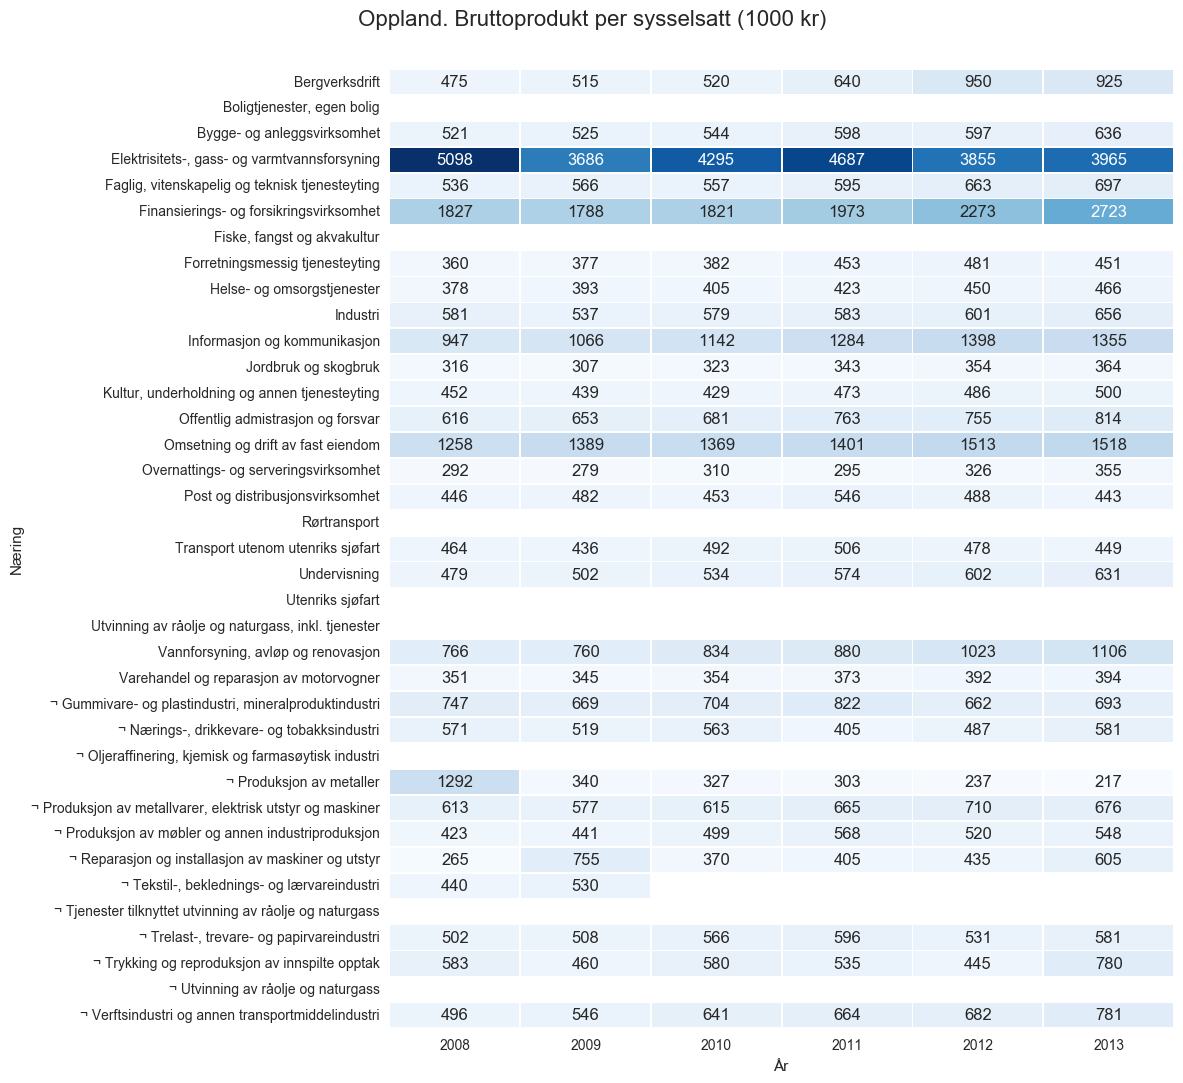 Oppland. Bruttoprodukt per sysselsatt (1000 kr)
Bergverksdrift 475 515 520 640 950 925
Boligtjenester, egen bolig
Bygge- og anleggsvirksomhet 521 525 544 598 597 636
Elektrisitets-, gass- og varmtvannsforsyning 5098 3686 4295 4687 3855 3965
Faglig, vitenskapelig og teknisk tjenesteyting 536 566 557 595 663 697
Finansierings- og forsikringsvirksomhet 1827 1788 1821 1973 2273 2723
Fiske, fangst og akvakultur
Forretningsmessig tjenesteyting 360 377 382 453 481 451
Helse- og omsorgstjenester 378 393 405 423 450 466
Industri 581 537 579 583 601 656
Informasjon og kommunikasjon 947 1066 1142 1284 1398 1355
Jordbruk og skogbruk 316 307 323 343 354 364
Kultur, underholdning og annen tjenesteyting 452 439 429 473 486 500
Offentlig admistrasjon og forsvar 616 653 681 763 755 814
Omsetning og drift av fast eiendom 1258 1389 1369 1401 1513 1518
Overnattings- og serveringsvirksomhet 292 279 310 295 326 355
Post og distribusjonsvirksomhet 446 482 453 546 488 443
Rørtransport
Transport utenom utenriks sjøfart 464 436 492 506 478 449
Undervisning 479 502 534 574 602 631
Utenriks sjøfart
Utvinning av råolje og naturgass, inkl. tjenester
Vannforsyning, avløp og renovasjon 766 760 834 880 1023 1106
Varehandel og reparasjon av motorvogner 351 345 354 373 392 394
¬ Gummivare- og plastindustri, mineralproduktindustri 747 669 704 822 662 693
¬ Nærings-, drikkevare- og tobakksindustri 571 519 563 405 487 581
¬ Oljeraffinering, kjemisk og farmasøytisk industri
¬ Produksjon av metaller 1292 340 327 303 237 217
¬ Produksjon av metallvarer, elektrisk utstyr og maskiner 613 577 615 665 710 676
¬ Produksjon av møbler og annen industriproduksjon 423 441 499 568 520 548
¬ Reparasjon og installasjon av maskiner og utstyr 265 755 370 405 435 605
¬ Tekstil-, beklednings- og lærvareindustri 440 530
¬ Tjenester tilknyttet utvinning av råolje og naturgass
¬ Trelast-, trevare- og papirvareindustri 502 508 566 596 531 581
¬ Trykking og reproduksjon av innspilte opptak 583 460 580 535 445 780
¬ Utvinning av råolje og naturgass
¬ Verftsindustri og annen transportmiddelindustri 496 546 641 664 682 781
2008 2009 2010 2011 2012 2013
År
Næring